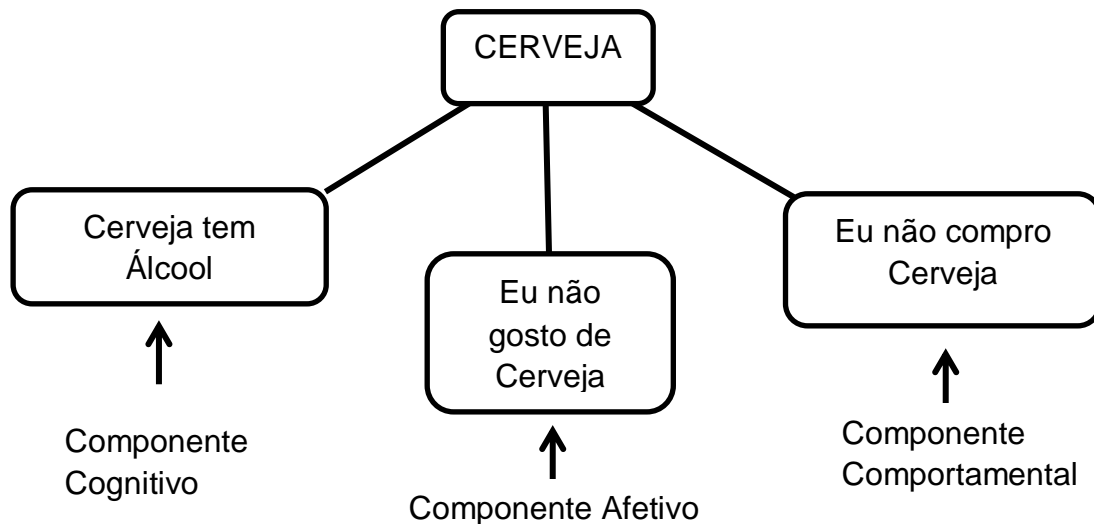 CERVEJA
Cerveja tem
Álcool
Eu não
gosto de
Cerveja
Eu não compro
Cerveja
Componente
Cognitivo
Componente Afetivo
Componente
Comportamental